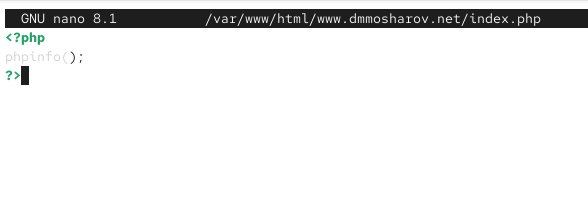 GNU nano 8.1 /var/www/html/www.dmmosharov.net/index.php
<?php
phpinfo();
?>